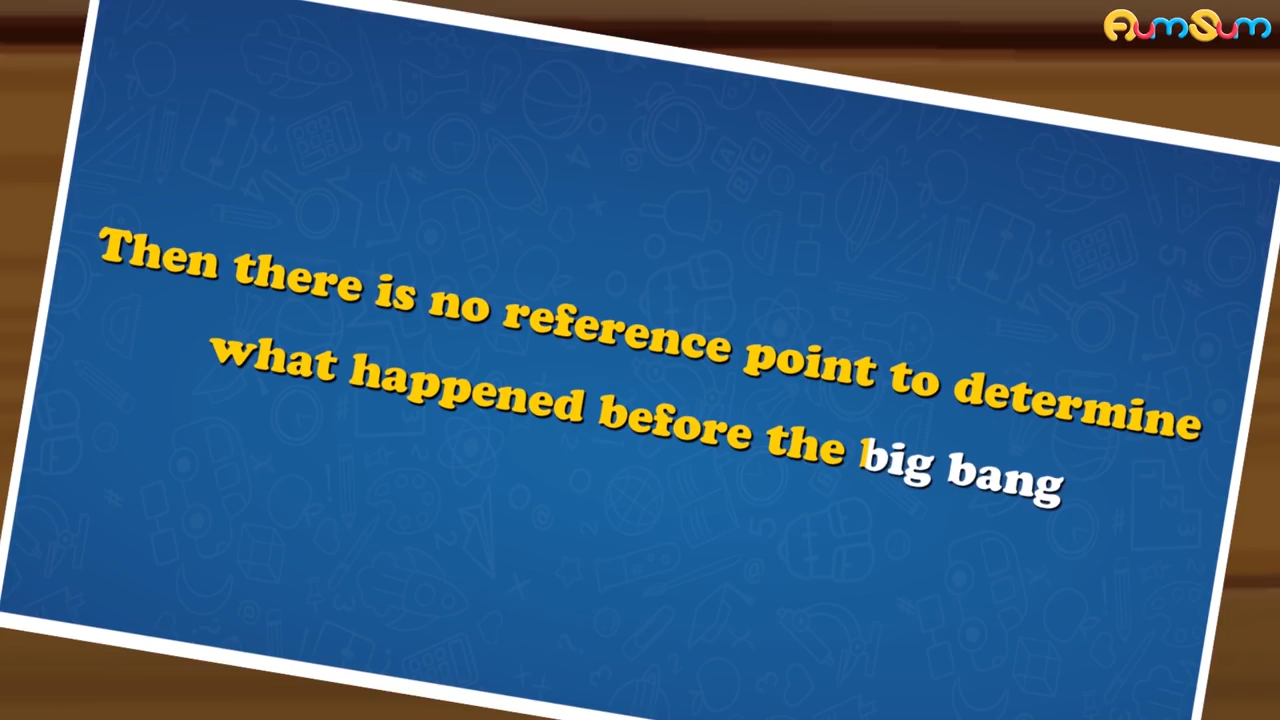 AumSum
Then there is no reference point to determine
what happened before the big bang